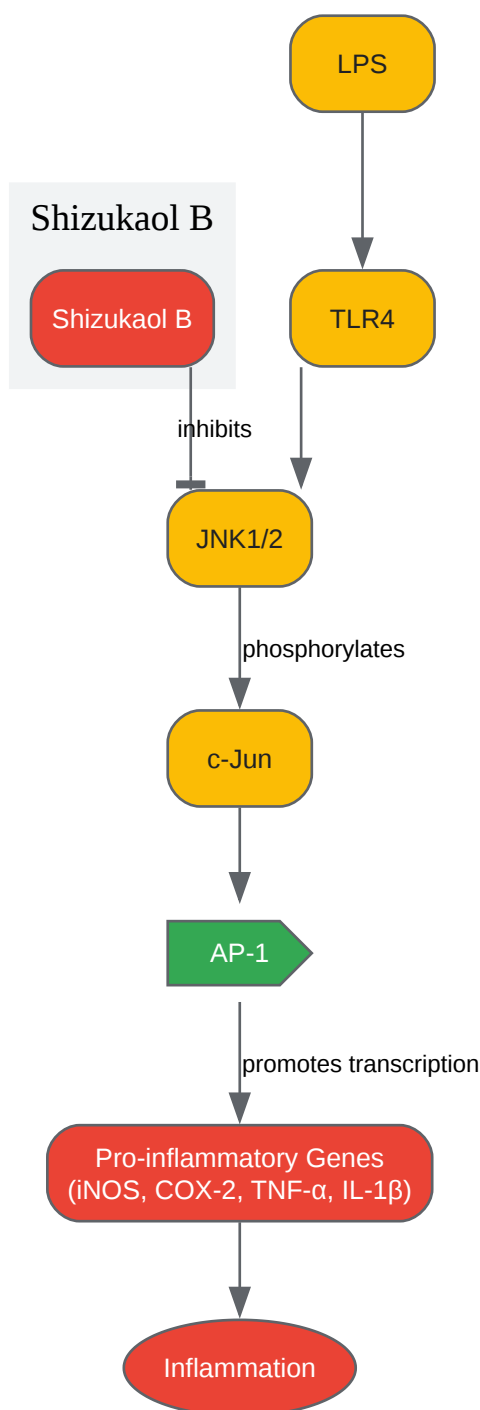 LPS
Shizukaol B
Shizukaol B
TLR4
inhibits
JNK1/2
phosphorylates
c-Jun
AP-1
promotes transcription
Pro-inflammatory Genes
(iNOS, COX-2, TNF-α, IL-1β)
Inflammation